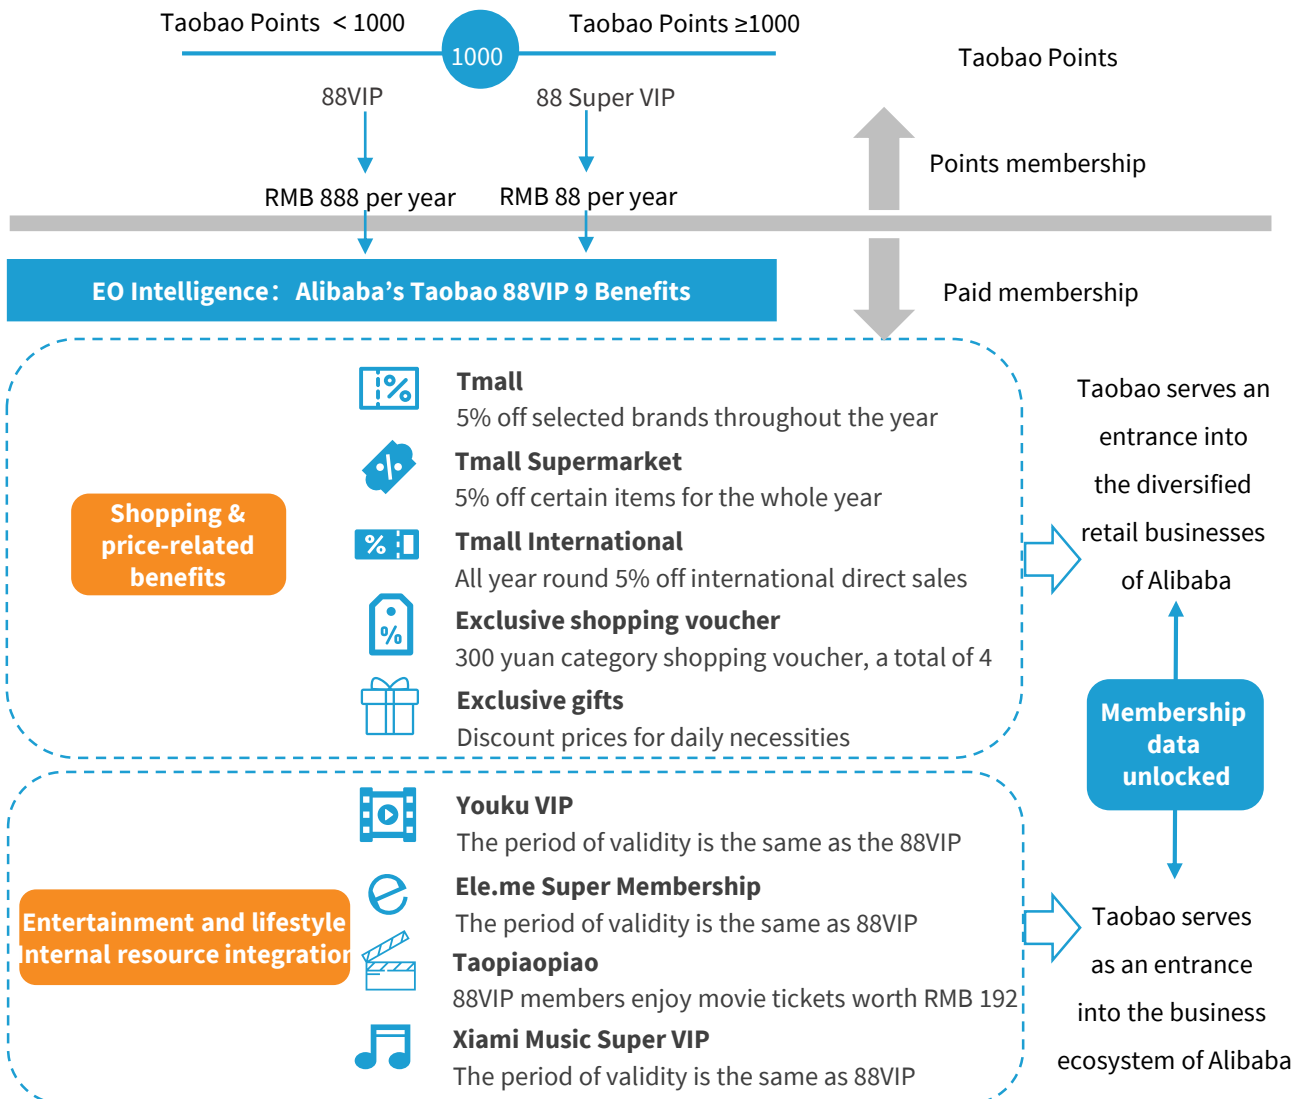 Taobao Points < 1000
Taobao Points ≥1000
1000
Taobao Points
88VIP
88 Super VIP
Points membership
RMB 888 per year
RMB 88 per year
EO Intelligence： Alibaba's Taobao 88VIP 9 Benefits
Paid membership
Shopping &
price-related
benefits
Tmall
5% off selected brands throughout the year
Tmall Supermarket
5% off certain items for the whole year
Tmall International
All year round 5% off international direct sales
Exclusive shopping voucher
300 yuan category shopping voucher, a total of 4
Exclusive gifts
Discount prices for daily necessities
Taobao serves an
entrance into
the diversified
retail businesses
of Alibaba
Membership
data
unlocked
Entertainment and lifestyle
Internal resource integration
Youku VIP
The period of validity is the same as the 88VIP
Ele.me Super Membership
The period of validity is the same as 88VIP
Taopiaopiao
88VIP members enjoy movie tickets worth RMB 192
Xiami Music Super VIP
The period of validity is the same as 88VIP
Taobao serves
as an entrance
into the business
ecosystem of Alibaba